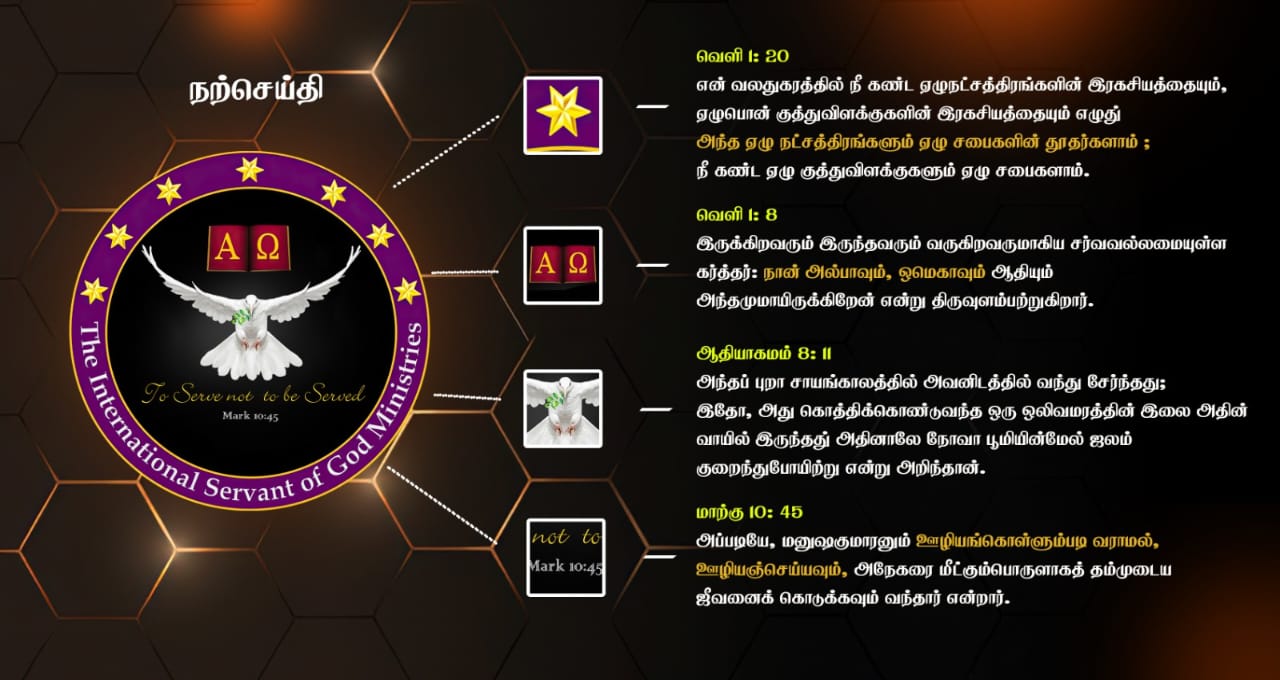 நற்செய்தி
Α Ω
To Serve not to be Served
Mark 10:45
The International Servant of God Ministries
வெளி 1: 20
என் வலதுகரத்தில் நீ கண்ட ஏழுநட்சத்திரங்களின் இரகசியத்தையும்,
ஏழுபொன் குத்துவிளக்குகளின் இரகசியத்தையும் எழுது
அந்த ஏழு நட்சத்திரங்களும் ஏழு சபைகளின் தூதர்களாம் ;
நீ கண்ட ஏழு குத்துவிளக்குகளும் ஏழு சபைகளாம்.
Α Ω
வெளி 1: 8
இருக்கிறவரும் இருந்தவரும் வருகிறவருமாகிய சர்வவல்லமையுள்ள
கர்த்தர்: நான் அல்பாவும், ஒமெகாவும் ஆதியும்
அந்தமுமாயிருக்கிறேன் என்று திருவுளம்பற்றுகிறார்.
ஆதியாகமம் 8: 11
அந்தப் புறா சாயங்காலத்தில் அவனிடத்தில் வந்து சேர்ந்தது;
இதோ, அது கொத்திக்கொண்டுவந்த ஒரு ஒலிவமரத்தின் இலை அதின்
வாயில் இருந்தது் அதினாலே நோவா பூமியின்மேல் ஜலம்
குறைந்துபோயிற்று என்று அறிந்தான்.
not to
Mark 10:45
மாற்கு 10: 45
அப்படியே, மனுஷகுமாரனும் ஊழியங்கொள்ளும்படி வராமல்,
ஊழியஞ்செய்யவும், அநேகரை மீட்கும்பொருளாகத் தம்முடைய
ஜீவனைக் கொடுக்கவும் வந்தார் என்றார்.